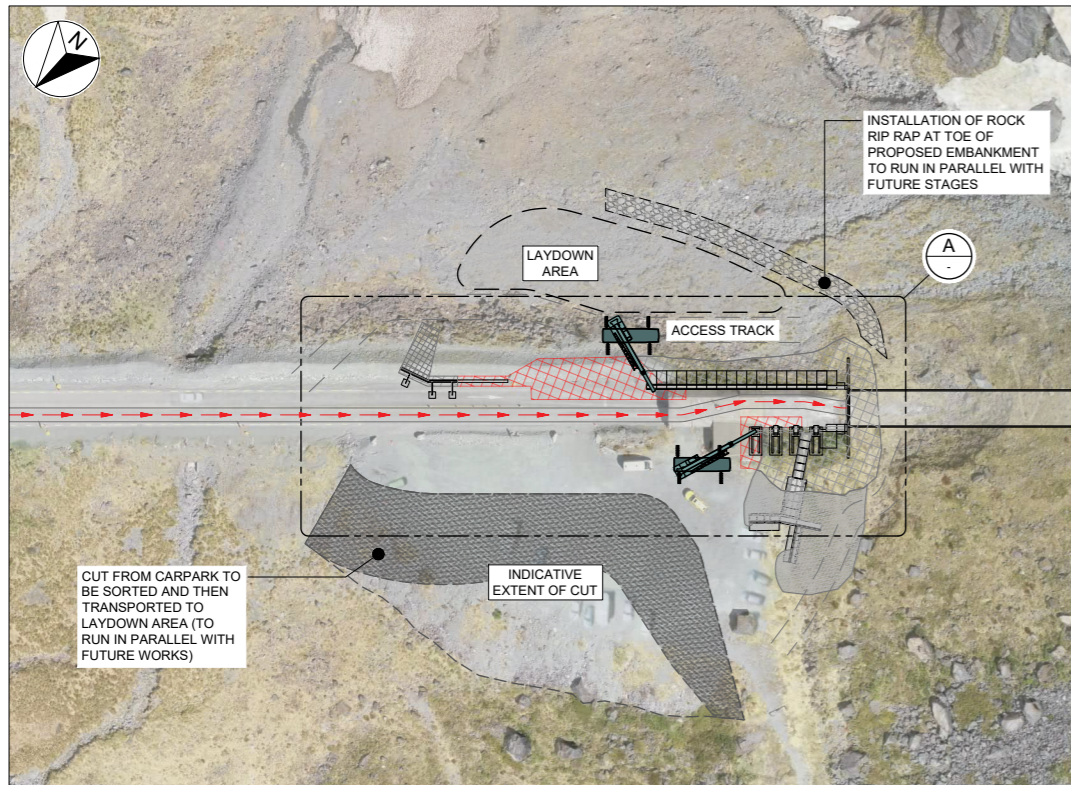 N
INSTALLATION OF ROCK
RIP RAP AT TOE OF
PROPOSED EMBANKMENT
TO RUN IN PARALLEL WITH
FUTURE STAGES
A
-
LAYDOWN
AREA
ACCESS TRACK
CUT FROM CARPARK TO
BE SORTED AND THEN
TRANSPORTED TO
LAYDOWN AREA (TO
RUN IN PARALLEL WITH
FUTURE WORKS)
INDICATIVE
EXTENT OF CUT